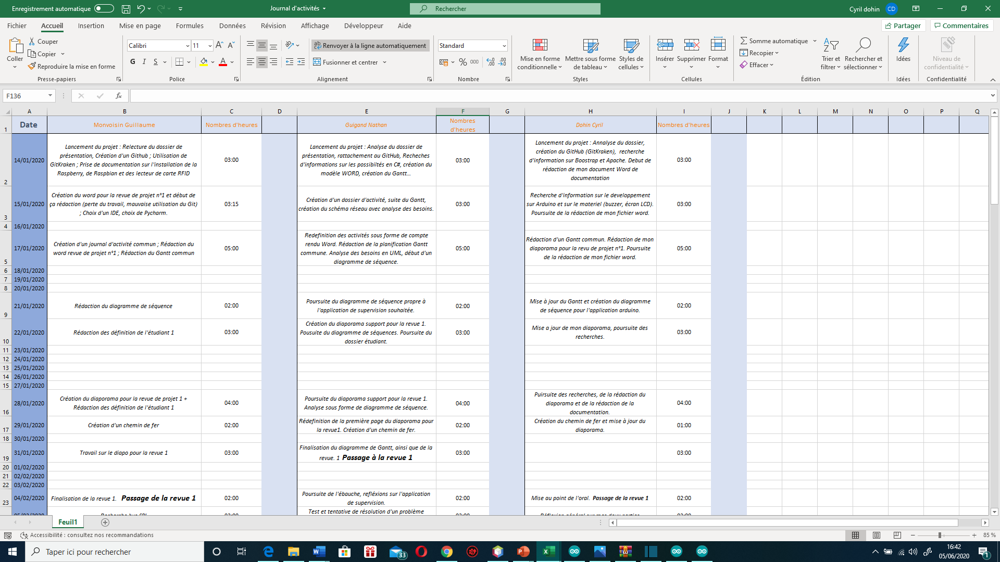 Enregistrement automatique
Journal d'activités
Rechercher
Cyril dohin
CD
Fichier
Accueil
Insertion
Mise en page
Formules
Données
Révision
Affichage
Développeur
Aide
Partager
Commentaires
Coller
Couper
Copier
Reproduire la mise en forme
Presse-papiers
Calibri
11
G I S
Police
Renvoyer à la ligne automatiquement
Fusionner et centrer
Alignement
Standard
% 000
Nombre
Mise en forme
conditionnelle
Mettre sous forme
de tableau
Styles de
cellules
Styles
Insérer
Supprimer
Format
Cellules
Somme automatique
Recopier
Effacer
Trier et
filtrer
Rechercher et
sélectionner
Édition
Idées
Idées
Niveau de
confidentialité
Confidentialité
F136
fx
A B C D E F G H I J K L M N O P Q
1
Date
Monvoisin Guillaume
Nombres d'heures
Guigand Nathan
Nombres
d'heures
Dohin Cyril
Nombres d'heures
2
14/01/2020
Lancement du projet : Relecture du dossier de
présentation, Création d'un Github ; Utilisation de
GitKraken ; Prise de documentation sur l'installation de la
Raspberry, de Raspbian et des lecteur de carte RFID
03:00
Lancement du projet : Analyse du dossier de
présentation, rattachement au GitHub, Recheches
d'informations sur les possibiltés en C#, création du
modèle WORD, création du Gantt...
03:00
Lancement du projet : Annalyse du dossier,
création du GitHub (GitKraken), recherche
d'information sur Boostrap et Apache. Debut de
rédaction de mon document Word de
documentation
03:00
3
15/01/2020
Création du word pour la revue de projet n°1 et début de
ça rédaction (perte du travail, mauvaise utilisation du Git)
; Choix d'un IDE, choix de Pycharm.
03:15
Création d'un dossier d'activité, suite du Gantt,
création du schéma réseau avec analyse des besoins.
03:00
Recherche d'information sur le developpement
sur Arduino et sur le materiel (buzzer, écran LCD).
Poursuite de la rédaction de mon fichier word.
03:00
4
16/01/2020
5
17/01/2020
Création d'un journal d'activité commun ; Rédaction du
word revue de projet n°1 ; Rédaction du Gantt commun
05:00
Redefinition des activités sous forme de compte
rendu Word. Rédaction de la planification Gantt
commune. Analyse des besoins en UML, début d'un
diagramme de séquence.
05:00
Rédaction d'un Gantt commun. Rédaction de mon
diaporama pour la revu de projet n°1. Poursuite
de la rédaction de mon fichier word.
05:00
6
18/01/2020
7
19/01/2020
8
20/01/2020
9
21/01/2020
Rédaction du diagramme de séquence
02:00
Poursuite du diagramme de séquence propre à
l'application de supervision souhaitée.
02:00
Mise à jour du Gantt et création du diagramme
de séquence pour l'application arduino.
02:00
10
22/01/2020
Rédaction des définition de l'étudiant 1
03:00
Création du diaporama support pour la revue 1.
Pousuite du diagramme de séquences. Poursuite du
dossier étudiant.
03:00
Mise a jour de mon diaporama, poursuite des
recherches.
03:00
11
23/01/2020
12
24/01/2020
13
25/01/2020
14
26/01/2020
15
27/01/2020
16
28/01/2020
Création du diaporama pour la revue de projet 1 +
Rédaction des définition de l'étudiant 1
04:00
Poursuite du diaporama support pour la revue 1.
Analyse sous forme de diagramme de séquence.
04:00
Puirsuite des recherches, de la rédaction du
diaporama et de la rédaction de la
documentation.
04:00
17
29/01/2020
Création d'un chemin de fer
02:00
Rédefinition de la première page du diaporama pour
la revue1. Création d'un chemin de fer.
02:00
Création du chemin de fer et mise à jour du
diaporama.
01:00
18
30/01/2020
19
31/01/2020
Travail sur le diapo pour la revue 1
03:00
Finalisation du diagramme de Gantt, ainsi que de la
revue. 1 Passage à la revue 1
03:00
03:00
20
01/02/2020
21
02/02/2020
22
03/02/2020
23
04/02/2020
Finalisation de la revue 1. Passage de la revue 1
02:00
Poursuite de l'ébauche, refléxions sur l'application
de supervision.
02:00
Mise au point de l'oral. Passage de la revue 1
02:00
Test et tentative de résolution d'un problème
Feuil1
Accessibilité : consultez nos recommandations
85 %
Taper ici pour rechercher
33
16:42
05/06/2020
1